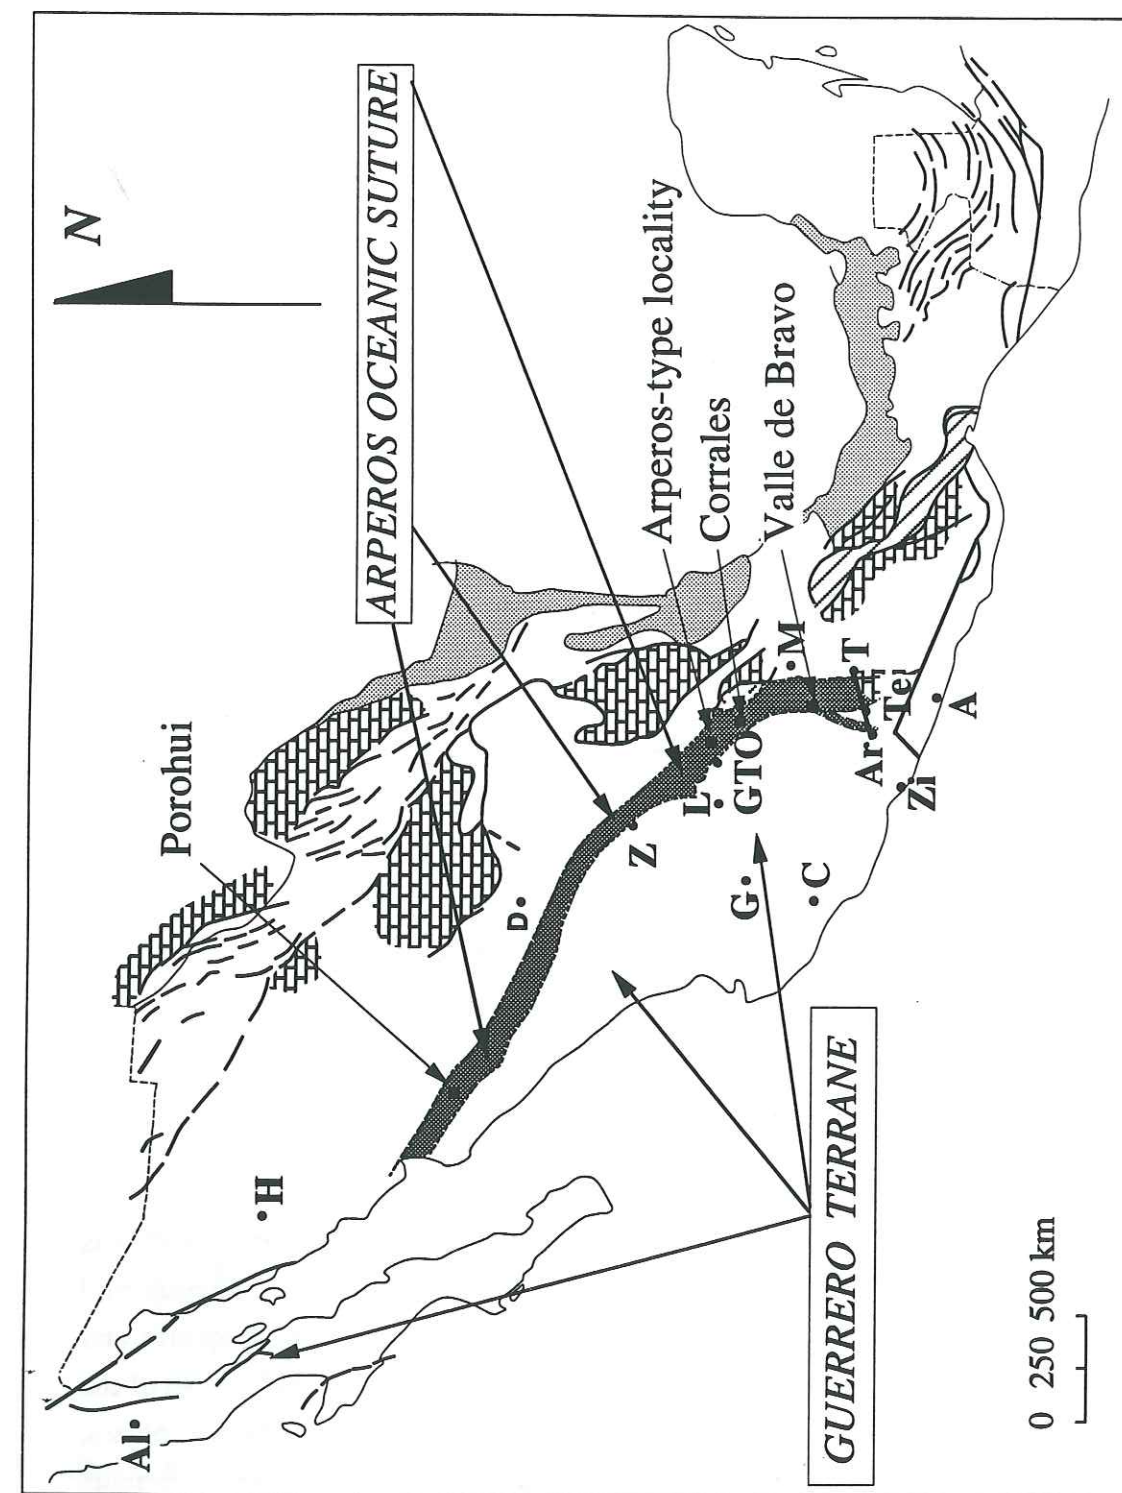 N
ARPEROS OCEANIC SUTURE
Porohui
Arperos-type locality
Corrales
Valle de Bravo
M
T
Te
A
Ar
Zi
L
GTO
Z
G
C
D
H
Al
GUERRERO TERRANE
0 250 500 km